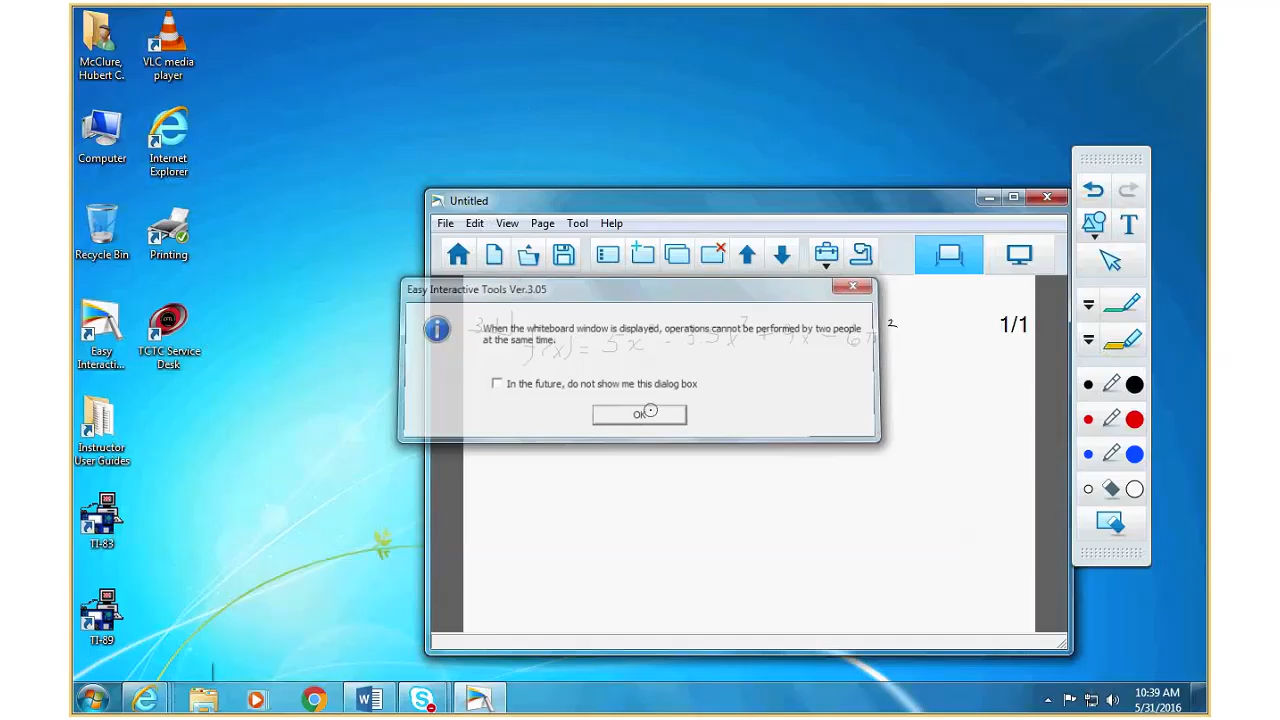 McClure,
Hubert C.
VLC media
player
Computer
Internet
Explorer
Recycle Bin
Printing
Easy
Interacti...
TCTC Service
Desk
Instructor
User Guides
TI-83
TI-89
Untitled
File Edit View Page Tool Help
Easy Interactive Tools Ver.3.05
When the whiteboard window is displayed, operations cannot be performed by two people
at the same time.
In the future, do not show me this dialog box
OK
2
1/1
T
10:39 AM
5/31/2016